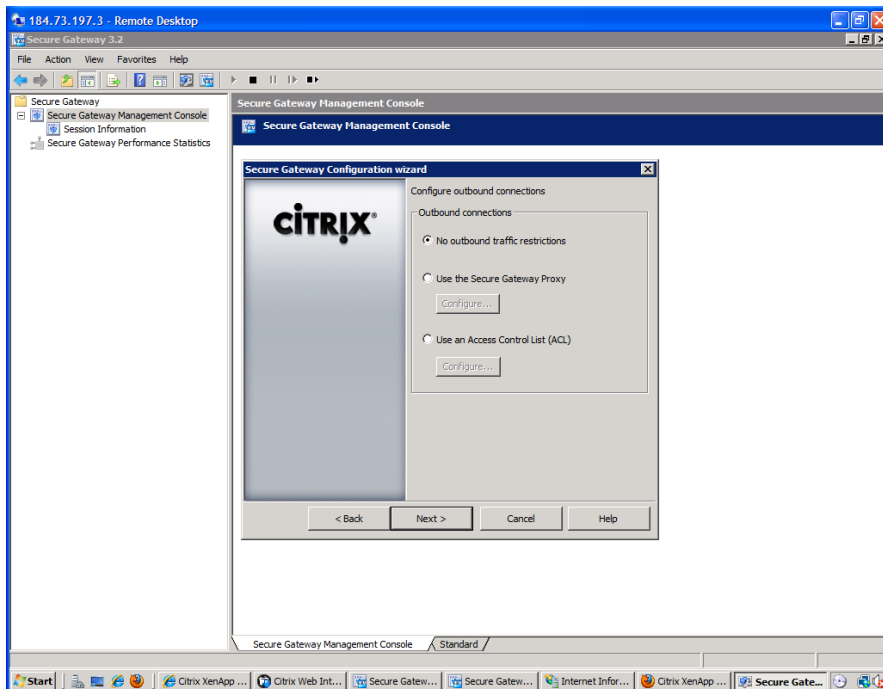 184.73.197.3 - Remote Desktop
Secure Gateway 3.2
File Action View Favorites Help
Secure Gateway
Secure Gateway Management Console
Session Information
Secure Gateway Performance Statistics
Secure Gateway Management Console
Secure Gateway Management Console
Secure Gateway Configuration wizard
CİTRIX®
Configure outbound connections
Outbound connections
No outbound traffic restrictions
Use the Secure Gateway Proxy
Configure...
Use an Access Control List (ACL)
Configure...
< Back Next > Cancel Help
Secure Gateway Management Console Standard
Start Citrix XenApp ... Citrix Web Int... Secure Gatew... Secure Gatew... Internet Infor... Citrix XenApp ... Secure Gate...